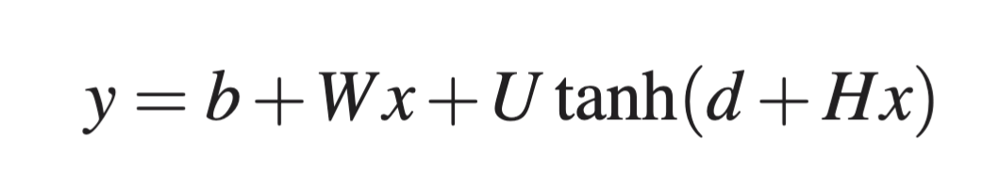 y = b + Wx + U tanh(d + Hx)